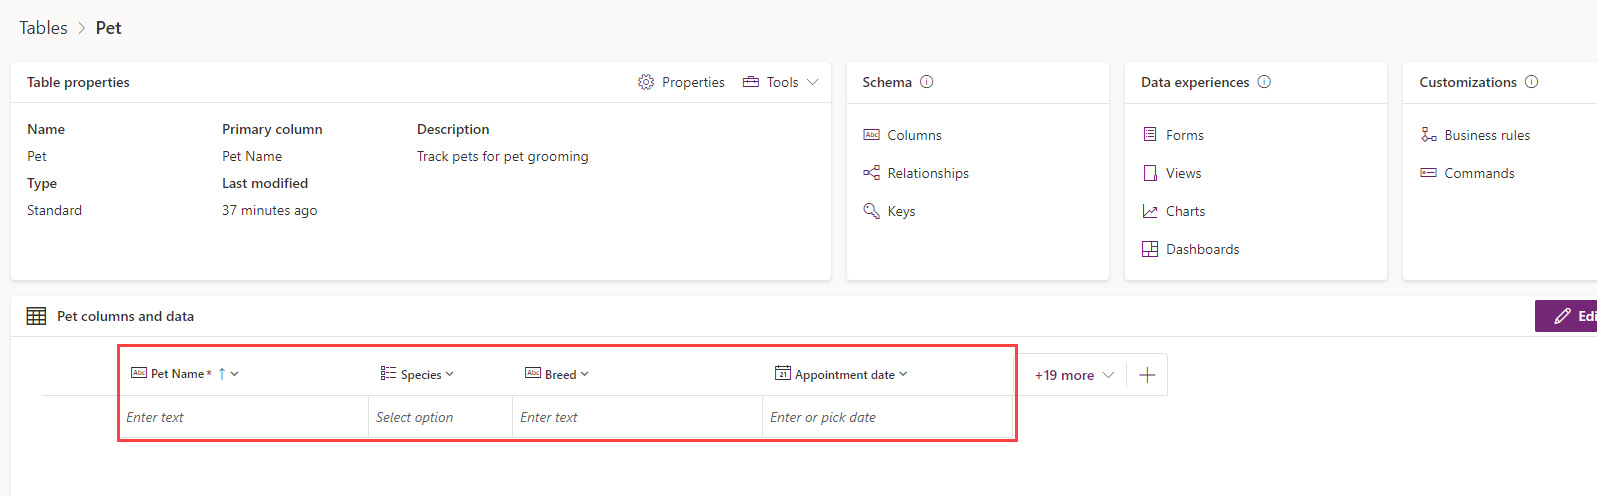 Tables > Pet
Table properties
Properties
Tools
Name
Primary column
Description
Pet
Pet Name
Track pets for pet grooming
Type
Last modified
Standard
37 minutes ago
Schema
Columns
Relationships
Keys
Data experiences
Forms
Views
Charts
Dashboards
Customizations
Business rules
Commands
Pet columns and data
Edi
Abc Pet Name * ↑
Species
Abc Breed
21 Appointment date
+19 more
Enter text
Select option
Enter text
Enter or pick date